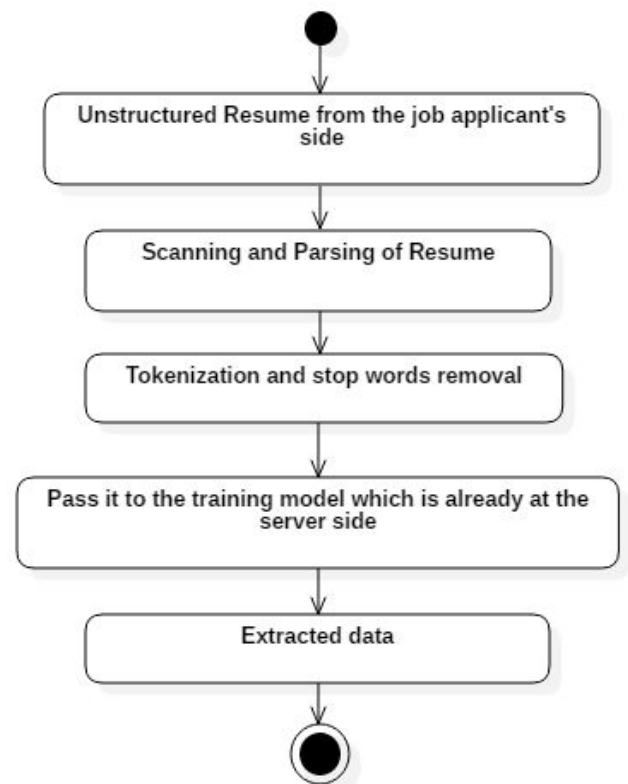 Unstructured Resume from the job applicant's
side
Scanning and Parsing of Resume
Tokenization and stop words removal
Pass it to the training model which is already at the
server side
Extracted data